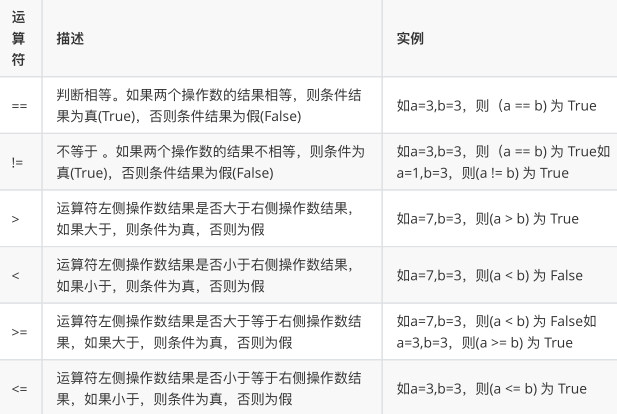 运
算
符
描述
实例
==
判断相等。如果两个操作数的结果相等，则条件结
果为真(True)，否则条件结果为假(False)
如a=3,b=3，则（a == b) 为 True
!=
不等于 。如果两个操作数的结果不相等，则条件为
真(True)，否则条件结果为假(False)
如a=3,b=3，则（a == b) 为 True如
a=1,b=3，则(a != b) 为 True
>
运算符左侧操作数结果是否大于右侧操作数结果，
如果大于，则条件为真，否则为假
如a=7,b=3，则(a > b) 为 True
<
运算符左侧操作数结果是否小于右侧操作数结果，
如果小于，则条件为真，否则为假
如a=7,b=3，则(a < b) 为 False
>=
运算符左侧操作数结果是否大于等于右侧操作数结
果，如果大于，则条件为真，否则为假
如a=7,b=3，则(a < b) 为 False如
a=3,b=3，则(a >= b) 为 True
<=
运算符左侧操作数结果是否小于等于右侧操作数结
果，如果小于，则条件为真，否则为假
如a=3,b=3，则(a <= b) 为 True